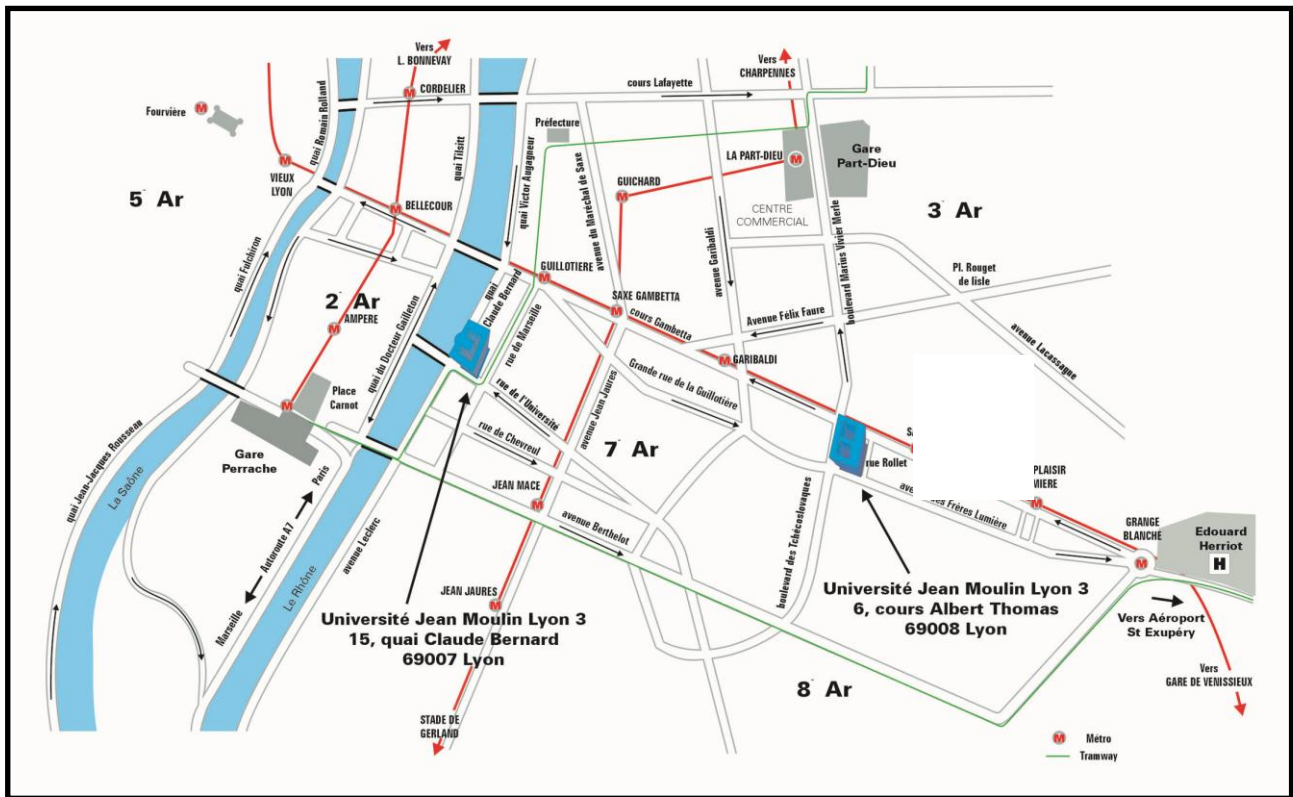 Vers
L. BONNEVAY
Vers
CHARPENNES
CORDELIER
cours Lafayette
Fourvière
M
quai Romain Rolland
quai Tilsitt
Préfecture
quai Victor Augagneur
avenue du Maréchal de Saxe
LA PART-DIEU
Gare
Part-Dieu
VIEUX
LYON
GUICHARD
5 Ar
BELLECOUR
CENTRE
COMMERCIAL
3 Ar
avenue Garibaldi
boulevard Marius Vivier Merle
quai Fulchiron
GUILLOTIERE
quai
Claude Bernard
Pl. Rouget
de lisle
2 Ar
AMPERE
SAXE GAMBETTA
cours Gambetta
Avenue Félix Faure
avenue Lacassagne
quai du Docteur Gailleton
rue de Marseille
GARIBALDI
Grande rue de la Guillotière
Place
Carnot
rue de l'Université
avenue Jean Jaures
rue de Chevreul
7 Ar
Gare
Perrache
quai Jean-Jacques Rousseau
La Saône
Paris
rue Rollet
JEAN MACE
PLAISIR
Frères Lumière
avenue Berthelot
boulevard des Tchécoslovaques
GRANGE
BLANCHE
Edouard
Herriot
H
Autoroute A7
avenue Leclerc
Le Rhône
Marseille
JEAN JAURES
Université Jean Moulin Lyon 3
15, quai Claude Bernard
69007 Lyon
Université Jean Moulin Lyon 3
6, cours Albert Thomas
69008 Lyon
Vers Aéroport
St Exupéry
Vers
GARE DE VENISSIEUX
8 Ar
STADE DE
GERLAND
M Métro
Tramway